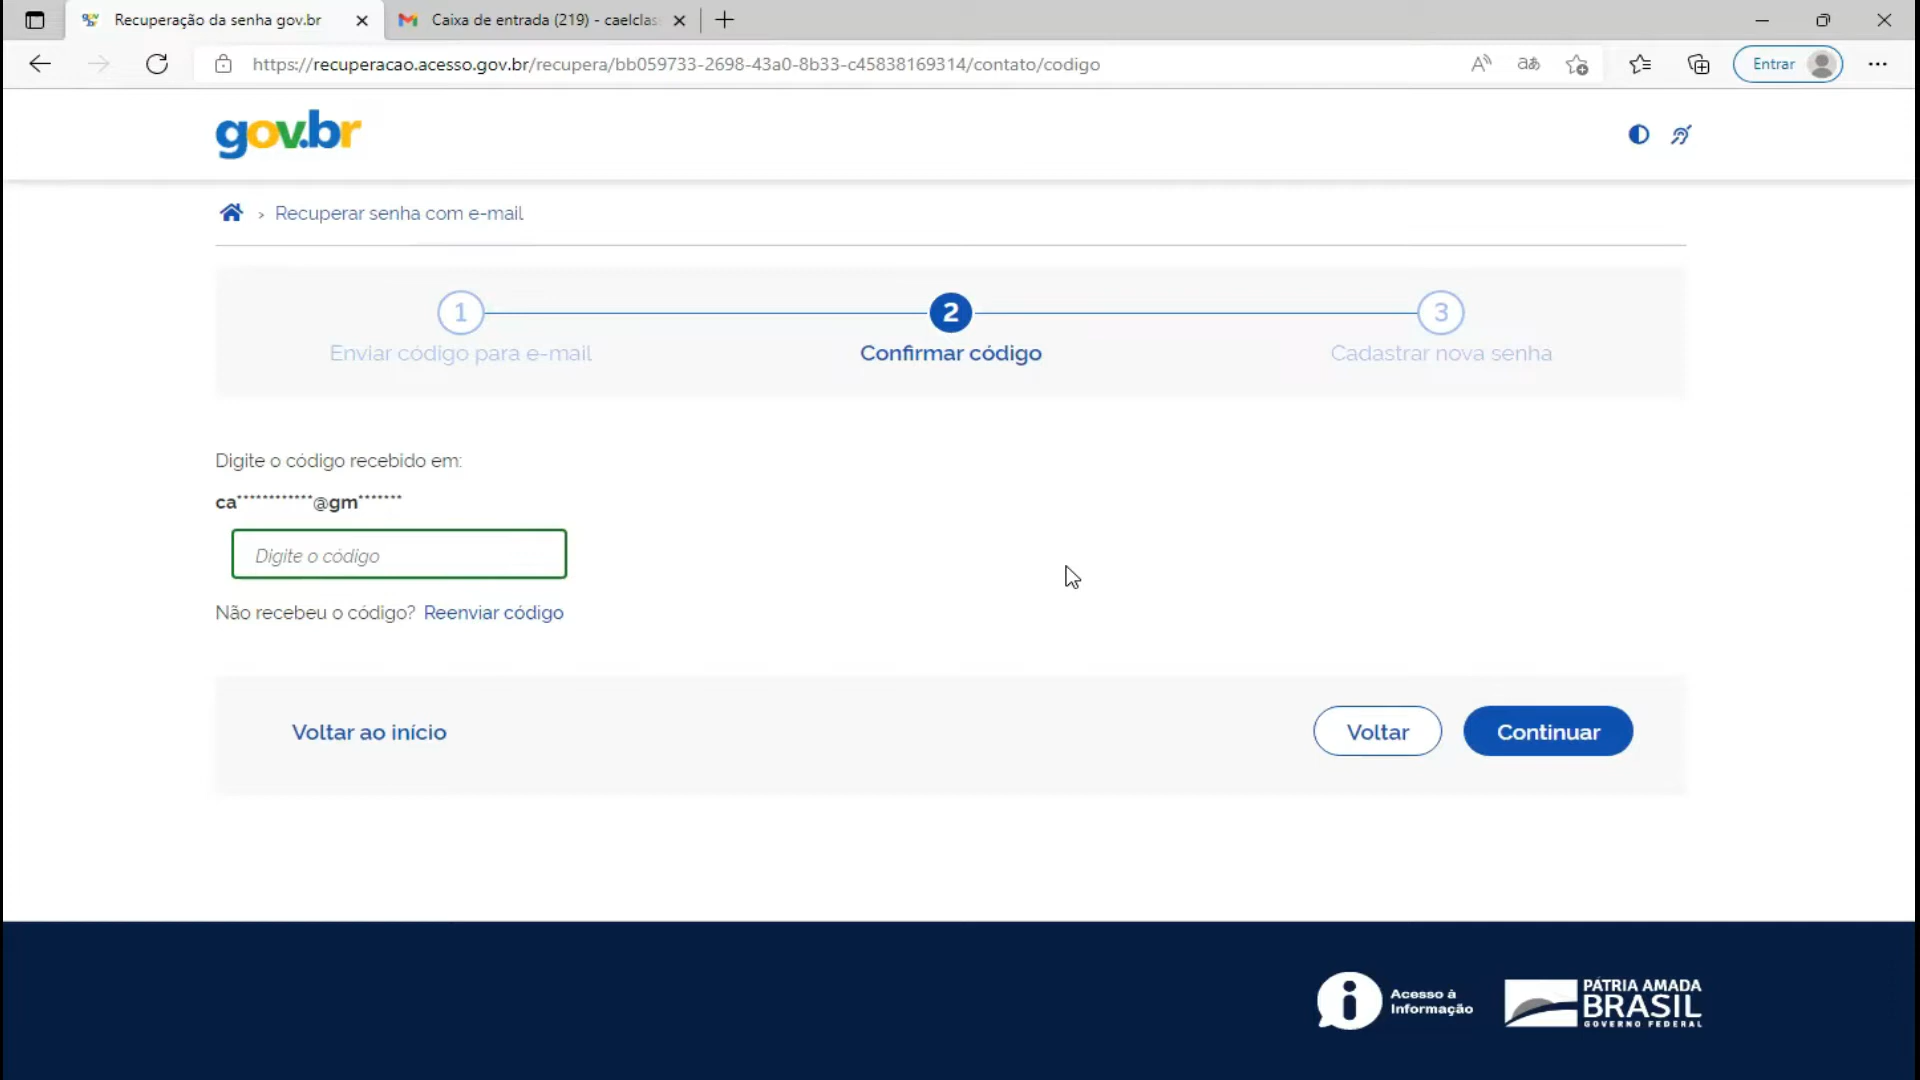 Recuperação da senha gov.br
Caixa de entrada (219) - caelclas
https://recuperacao.acesso.gov.br/recupera/bb059733-2698-43a0-8b33-c45838169314/contato/codigo
Entrar
gov.br
Recuperar senha com e-mail
1
2
3
Enviar código para e-mail
Confirmar código
Cadastrar nova senha
Digite o código recebido em:
ca************@gm*******
Digite o código
Não recebeu o código? Reenviar código
Voltar ao início
Voltar
Continuar
Acesso à
Informação
PÁTRIA AMADA
BRASIL
GOVERNO FEDERAL